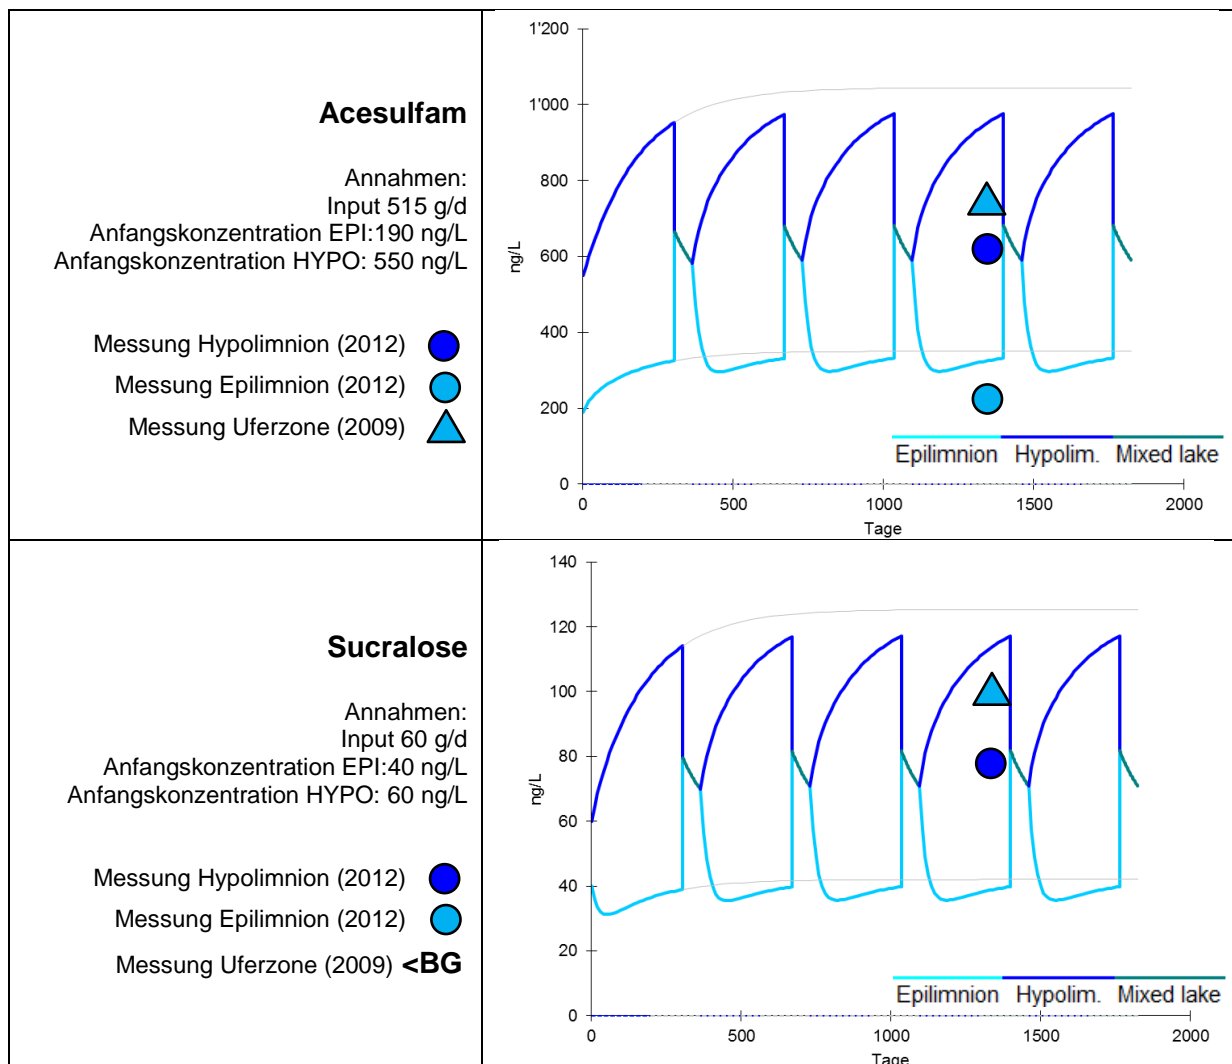 Acesulfam
Annahmen:
Input 515 g/d
Anfangskonzentration EPI:190 ng/L
Anfangskonzentration HYPO: 550 ng/L
Messung Hypolimnion (2012)
Messung Epilimnion (2012)
Messung Uferzone (2009)
1'200
1'000
800
600
400
200
0
ng/L
0 500 1000 1500 2000
Tage
Epilimnion Hypolim. Mixed lake
Sucralose
Annahmen:
Input 60 g/d
Anfangskonzentration EPI:40 ng/L
Anfangskonzentration HYPO: 60 ng/L
Messung Hypolimnion (2012)
Messung Epilimnion (2012)
Messung Uferzone (2009) <BG
140
120
100
80
60
40
20
0
ng/L
0 500 1000 1500 2000
Tage
Epilimnion Hypolim. Mixed lake